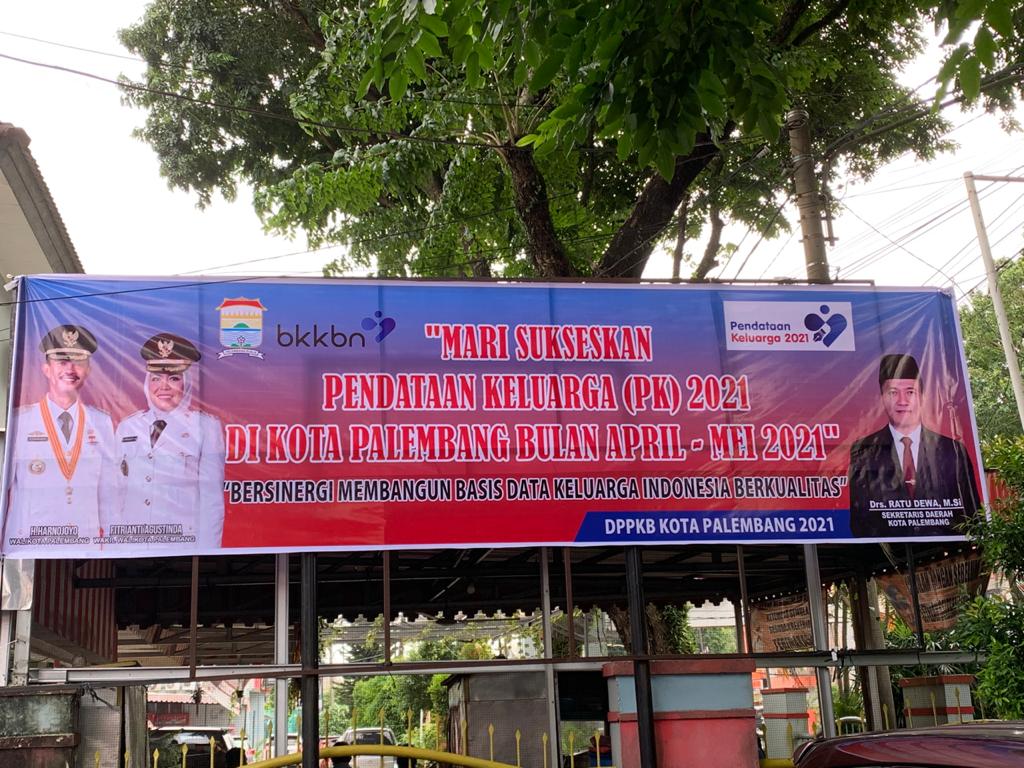 bkkbn
"MARI SUKSESKAN
PENDATAAN KELUARGA (PK) 2021
DI KOTA PALEMBANG BULAN APRIL - MEI 2021"
"BERSINERGI MEMBANGUN BASIS DATA KELUARGA INDONESIA BERKUALITAS"
DPPKB KOTA PALEMBANG 2021
Pendataan
Keluarga 2021
H.HARNOJOYO
WALIKOTA PALEMBANG
FITRIANTI AGUSTINDA
WAKIL WALIKOTA PALEMBANG
Drs. RATU DEWA, M.Si
SEKRETARIS DAERAH
KOTA PALEMBANG